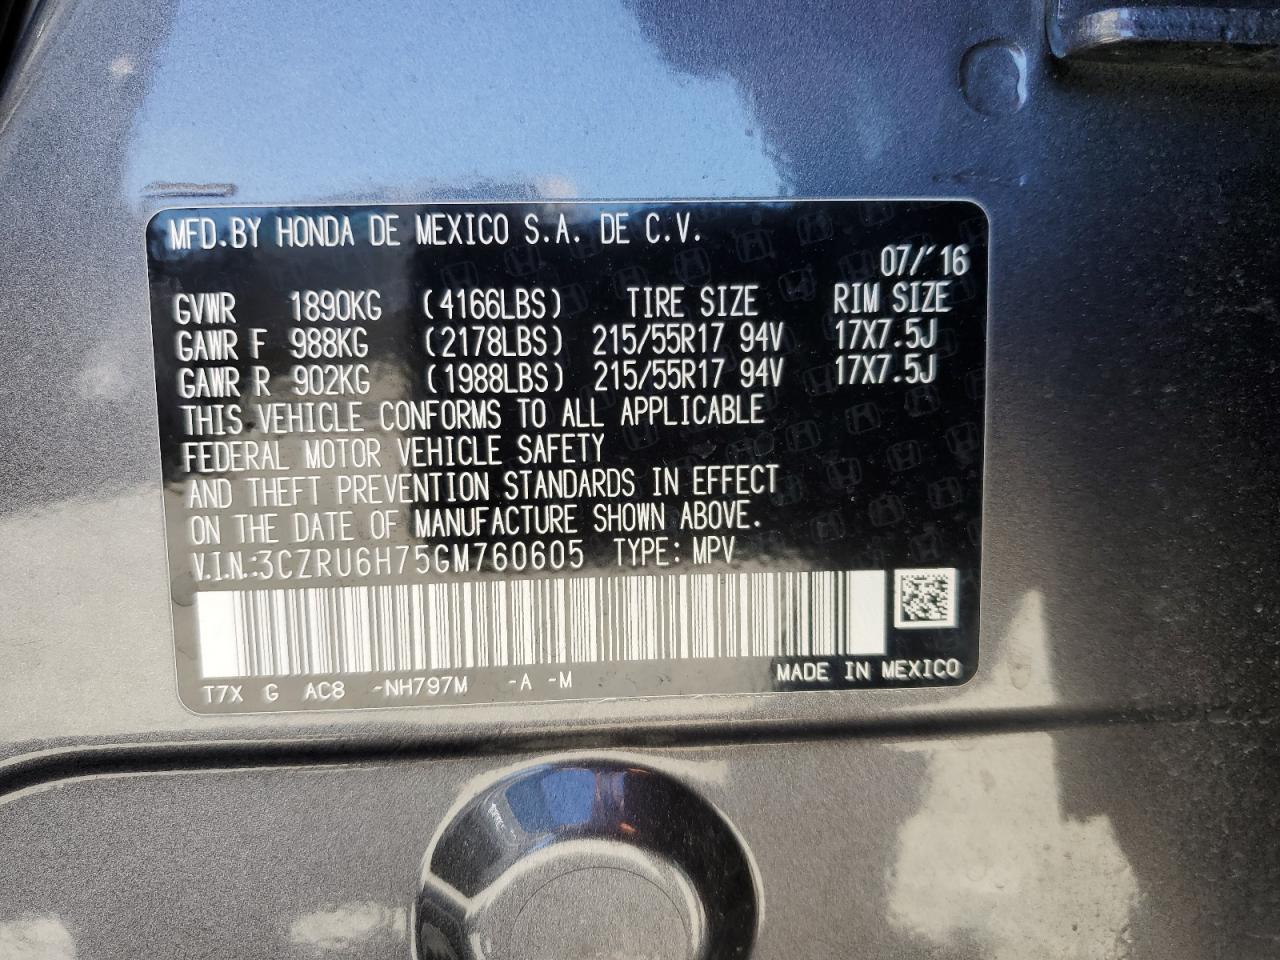 MFD.BY HONDA DE MEXICO S.A. DE C.V.
07/'16
GVWR 1890KG (4166LBS) TIRE SIZE RIM SIZE
GAWR F 988KG (2178LBS) 215/55R17 94V 17X7.5J
GAWR R 902KG (1988LBS) 215/55R17 94V 17X7.5J
THIS VEHICLE CONFORMS TO ALL APPLICABLE
FEDERAL MOTOR VEHICLE SAFETY
AND THEFT PREVENTION STANDARDS IN EFFECT
ON THE DATE OF MANUFACTURE SHOWN ABOVE.
V.I.N.:3CZRU6H75GM760605 TYPE: MPV
MADE IN MEXICO
T7X G AC8 -NH797M -A -M